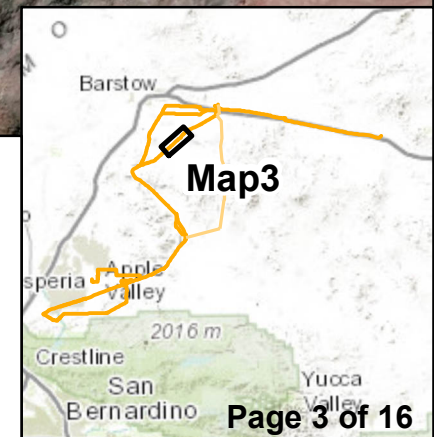 Barstow
Map3
speria
Apple
Valley
2016 m
Crestline
San
Bernardino
Yucca
Valley
Page 3 of 16